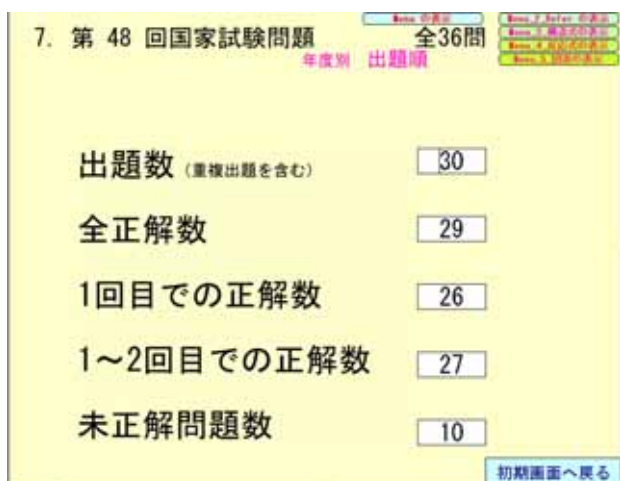 7. 第 48 回国家試験問題 全36問
年度別 出題順
出題数 (重複出題を含む) 30
全正解数 29
1回目での正解数 26
1～2回目での正解数 27
未正解問題数 10
初期画面へ戻る